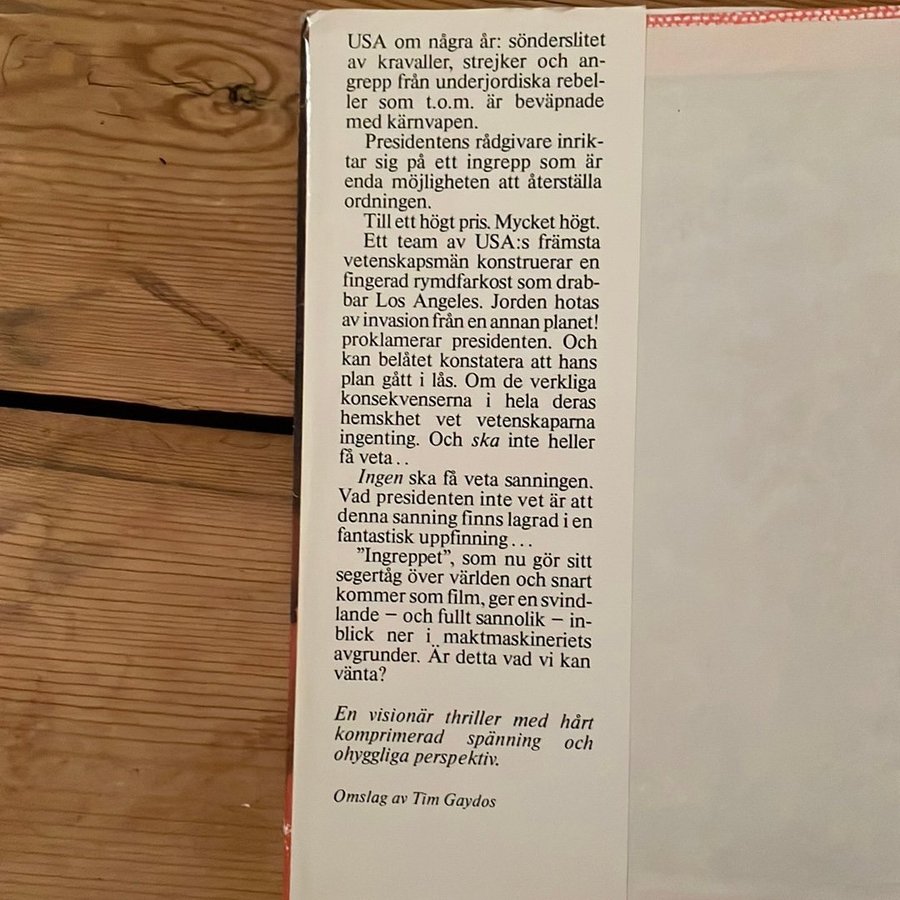 USA om några år: sönderslitet
av kravaller, strejker och an-
grepp från underjordiska rebel-
ler som t.o.m. är beväpnade
med kärnvapen.
Presidentens rådgivare inrik-
tar sig på ett ingrepp som är
enda möjligheten att återställa
ordningen.
Till ett högt pris. Mycket högt.
Ett team av USA:s främsta
vetenskapsmän konstruerar en
fingerad rymdfarkost som drab-
bar Los Angeles. Jorden hotas
av invasion från en annan planet!
proklamerar presidenten. Och
kan belåtet konstatera att hans
plan gått i lås. Om de verkliga
konsekvenserna i hela deras
hemskhet vet vetenskaparna
ingenting. Och ska inte heller
få veta..
Ingen ska få veta sanningen.
Vad presidenten inte vet är att
denna sanning finns lagrad i en
fantastisk uppfinning...
"Ingreppet", som nu gör sitt
segertåg över världen och snart
kommer som film, ger en svind-
lande – och fullt sannolik – in-
blick ner i maktmaskineriets
avgrunder. Är detta vad vi kan
vänta?
En visionär thriller med hårt
komprimerad spänning och
ohyggliga perspektiv.
Omslag av Tim Gaydos